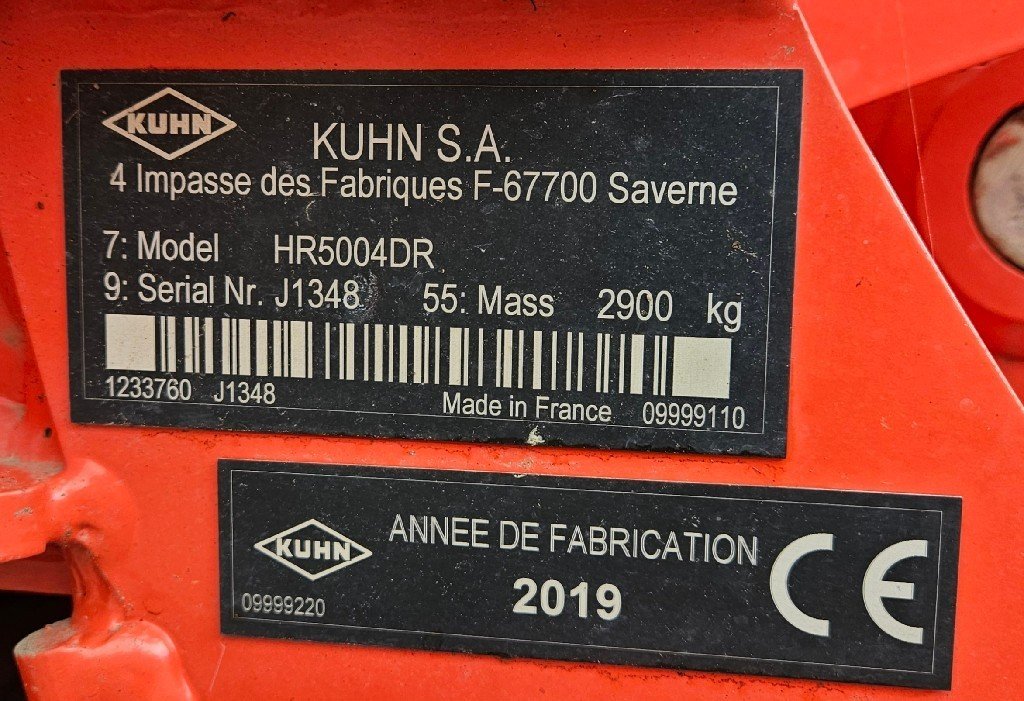 KUHN
KUHN S.A.
4 Impasse des Fabriques F-67700 Saverne
7: Model HR5004DR
9: Serial Nr. J1348 55: Mass 2900 kg
1233760 J1348 Made in France 09999110
KUHN
ANNEE DE FABRICATION
2019
09999220
CE